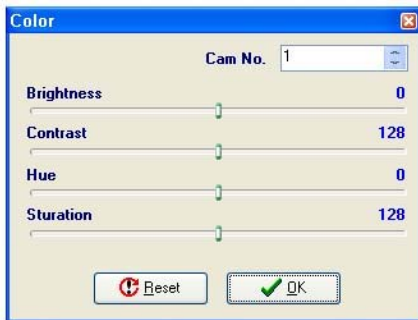 Color
Cam No. 1
Brightness 0
Contrast 128
Hue 0
Sturation 128
Reset OK